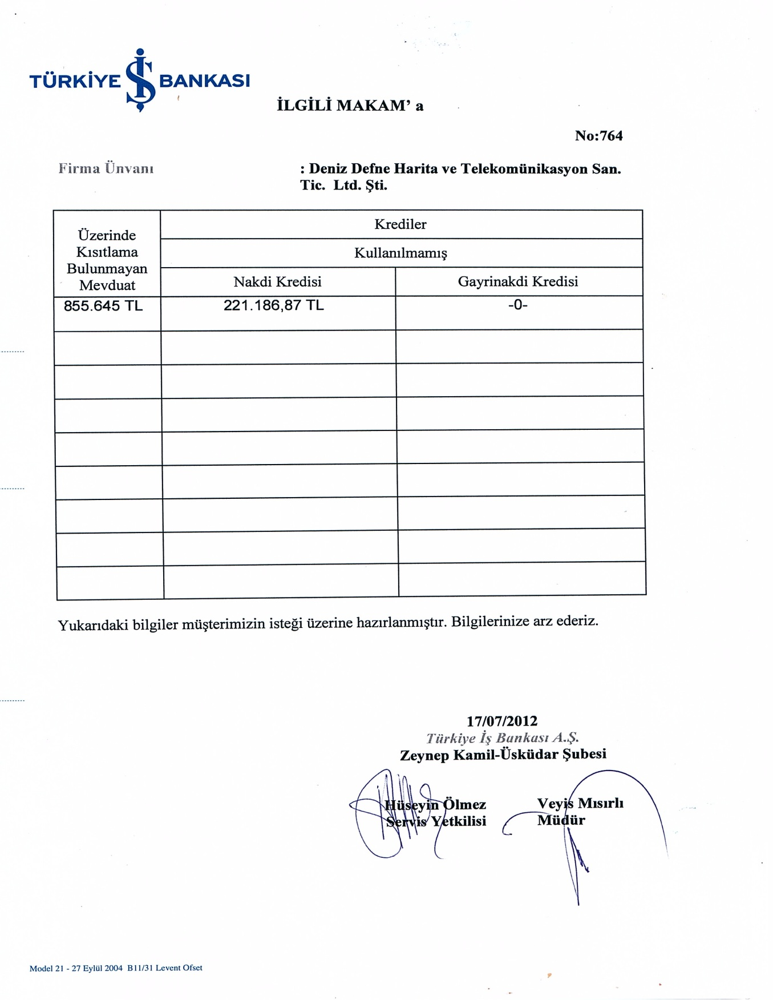 TÜRKİYE İŞ BANKASI
İLGİLİ MAKAM' a
No:764
Firma Ünvanı : Deniz Defne Harita ve Telekomünikasyon San.
Tic. Ltd. Şti.
Üzerinde
Kısıtlama
Bulunmayan
Mevduat
Krediler
Kullanılmamış
Nakdi Kredisi Gayrinakdi Kredisi
855.645 TL 221.186,87 TL -0-
Yukarıdaki bilgiler müşterimizin isteği üzerine hazırlanmıştır. Bilgilerinize arz ederiz.
17/07/2012
Türkiye İş Bankası A.Ş.
Zeynep Kamil-Üsküdar Şubesi
Hüseyin Ölmez Veyis Mısırlı
Servis Yetkilisi Müdür
Model 21 - 27 Eylül 2004 B11/31 Levent Ofset